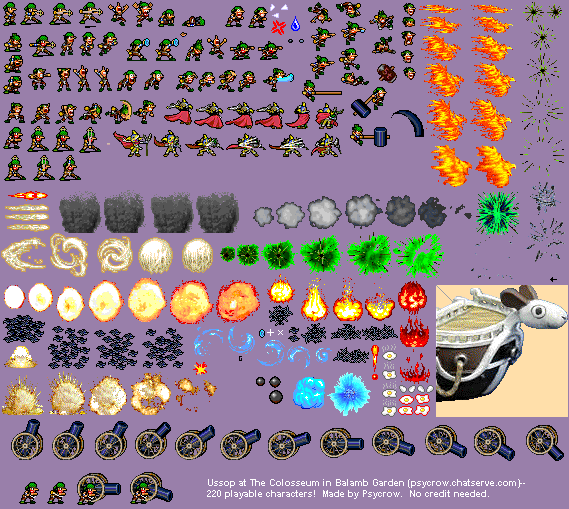 Ussop at The Colosseum in Balamb Garden (psycrow.chatserve.com)-
220 playable characters!  Made by Psycrow.  No credit needed.